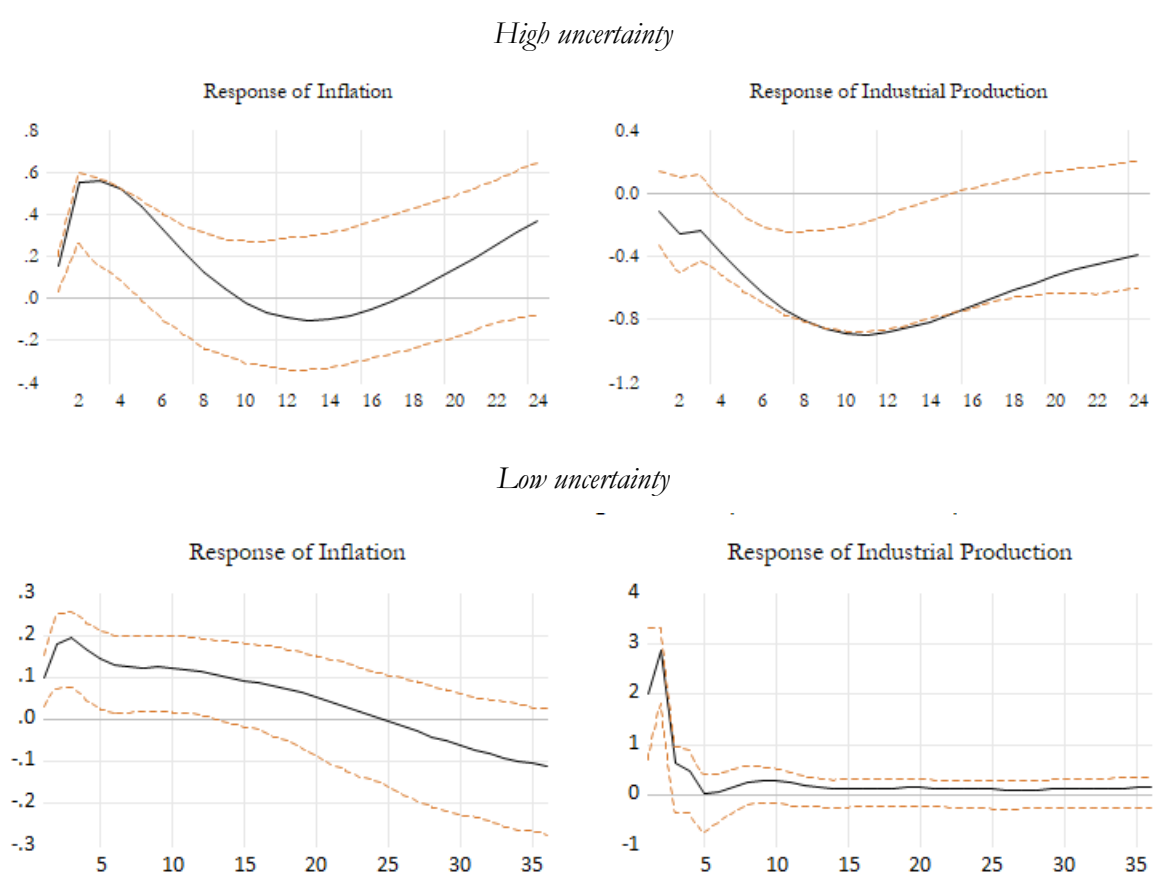 High uncertainty
Response of Inflation
Response of Industrial Production
.8
.6
.4
.2
.0
-.2
-.4
2 4 6 8 10 12 14 16 18 20 22 24
0.4
0.0
-0.4
-0.8
-1.2
2 4 6 8 10 12 14 16 18 20 22 24
Low uncertainty
Response of Inflation
Response of Industrial Production
.3
.2
.1
.0
-.1
-.2
-.3
5 10 15 20 25 30 35
4
3
2
1
0
-1
5 10 15 20 25 30 35